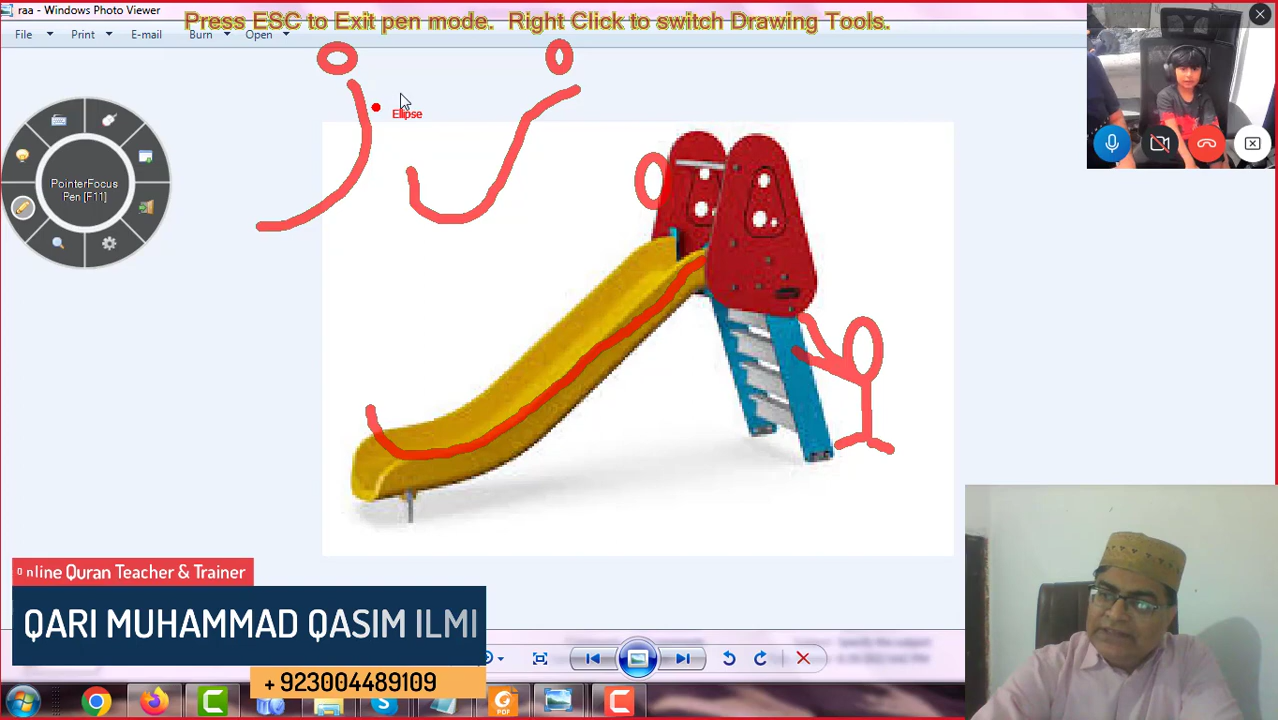 raa - Windows Photo Viewer
Press ESC to Exit pen mode. Right Click to switch Drawing Tools.
File Print E-mail Burn Open
Ellipse
PointerFocus
Pen [F11]
Online Quran Teacher & Trainer
QARI MUHAMMAD QASIM ILMI
+ 923004489109